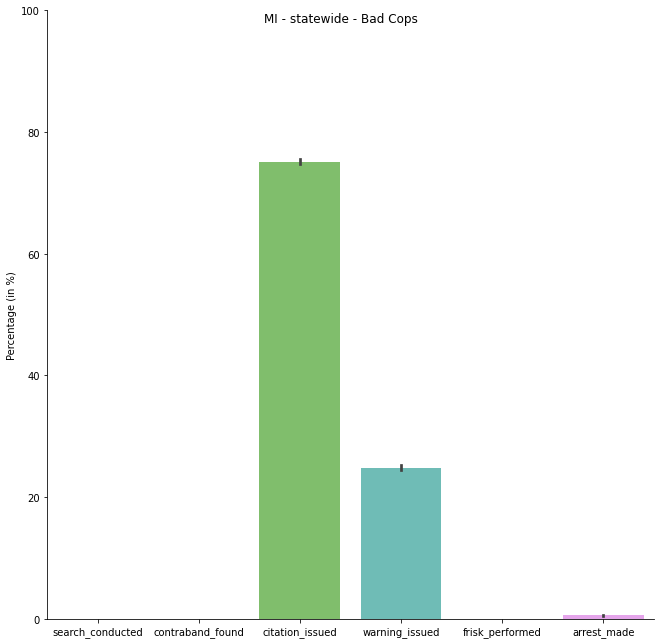 MI - statewide - Bad Cops
Percentage (in %)
100
80
60
40
20
0
search_conducted contraband_found citation_issued warning_issued frisk_performed arrest_made